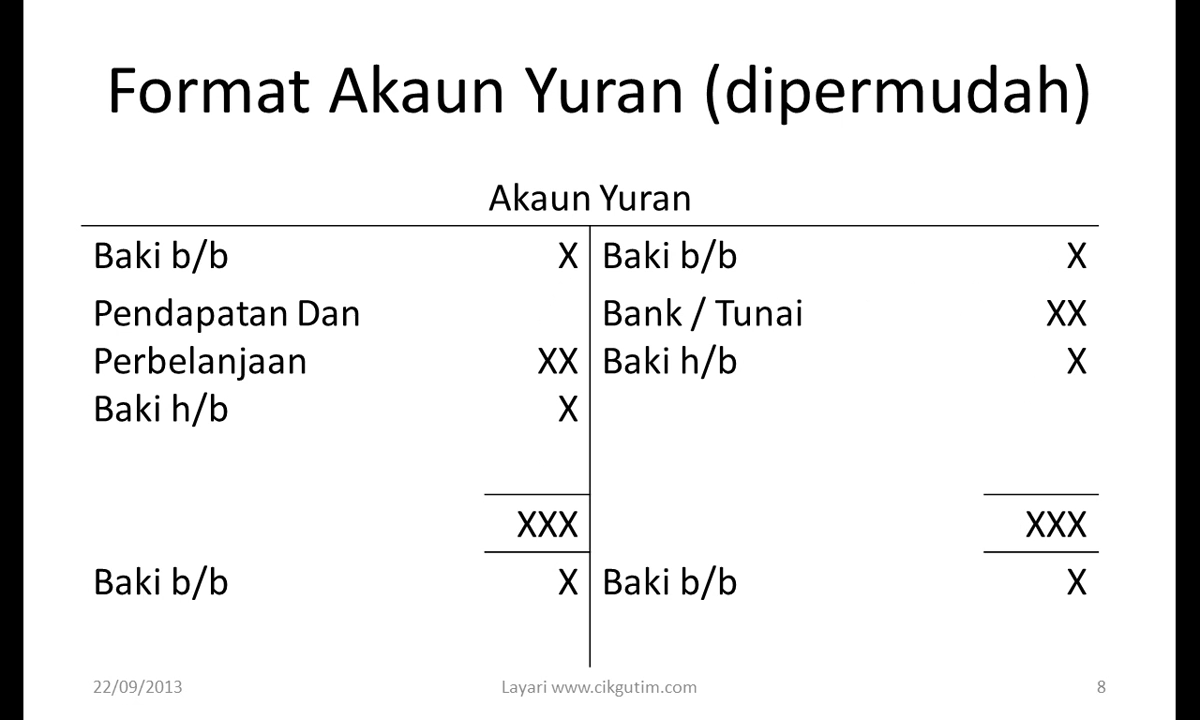 Format Akaun Yuran (dipermudah)
Akaun Yuran
Baki b/b X Baki b/b X
Pendapatan Dan Bank / Tunai XX
Perbelanjaan XX Baki h/b X
Baki h/b X
XXX XXX
Baki b/b X Baki b/b X
22/09/2013 Layari www.cikgutim.com 8